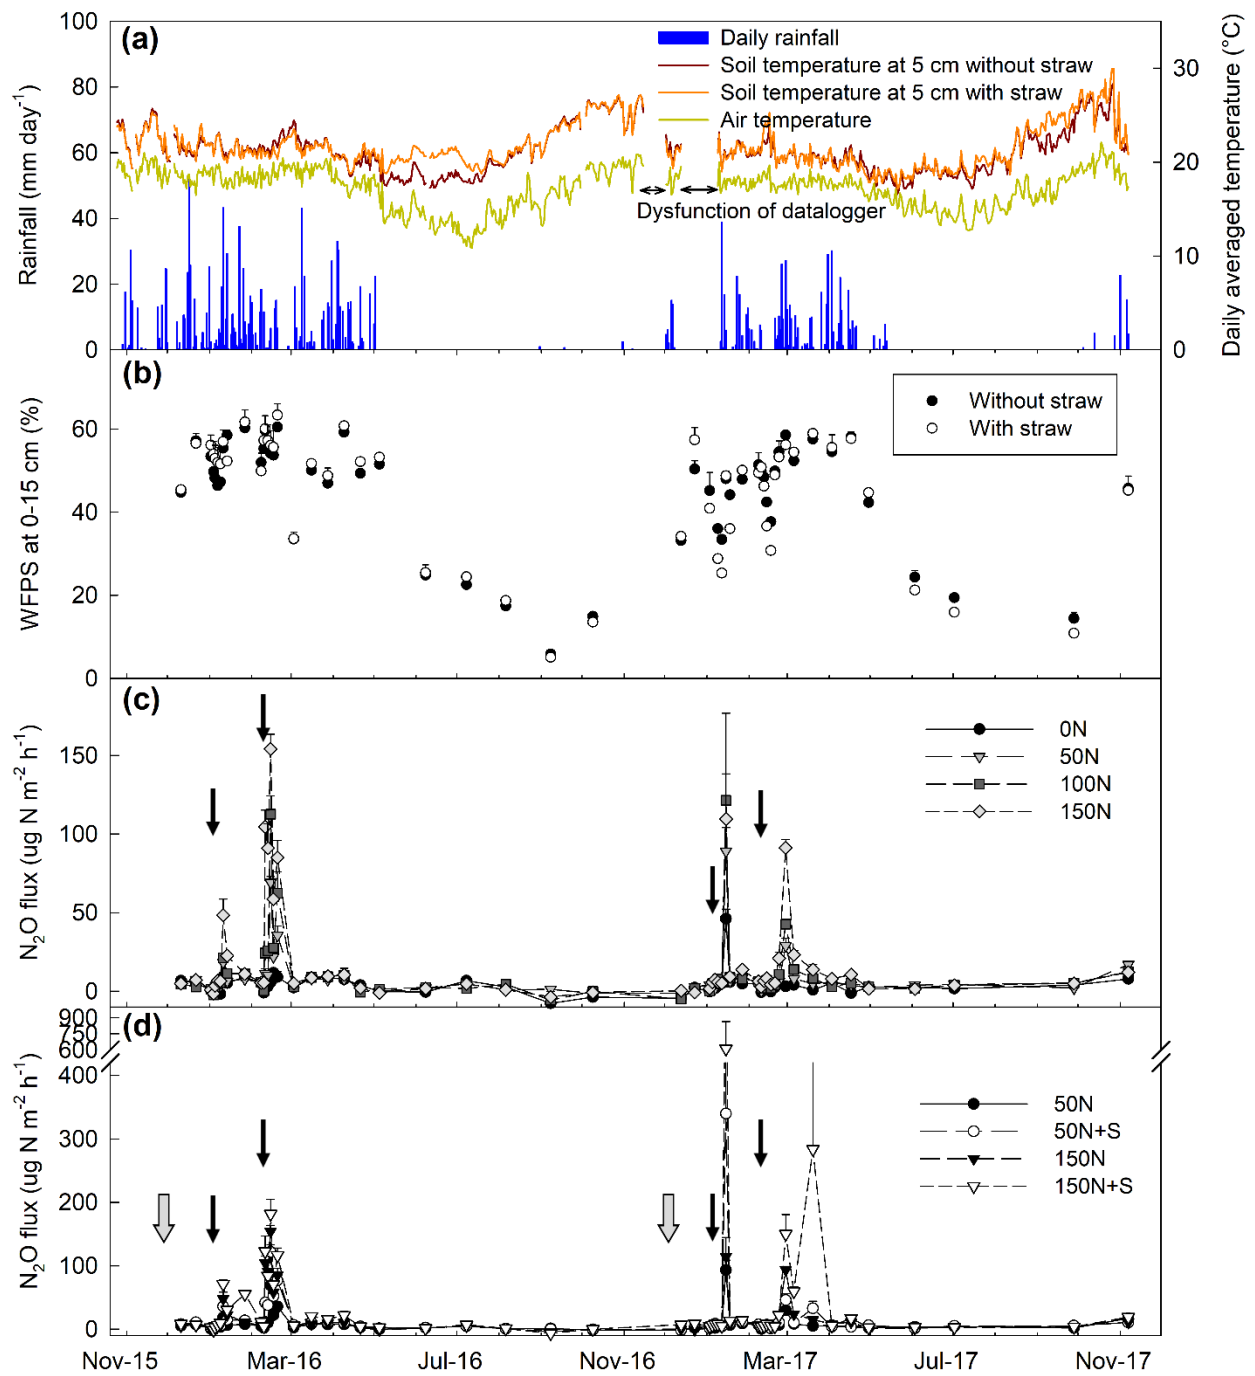 (a)
Rainfall (mm day-1)
100
80
60
40
20
0
Daily rainfall
Soil temperature at 5 cm without straw
Soil temperature at 5 cm with straw
Air temperature
Dysfunction of datalogger
30
20
10
0
Daily averaged temperature (°C)
(b)
WFPS at 0-15 cm (%)
60
40
20
0
Without straw
With straw
(c)
N2O flux (ug N m-2 h-1)
150
100
50
0
0N
50N
100N
150N
(d)
N2O flux (ug N m-2 h-1)
900
750
600
400
300
200
100
0
50N
50N+S
150N
150N+S
Nov-15 Mar-16 Jul-16 Nov-16 Mar-17 Jul-17 Nov-17